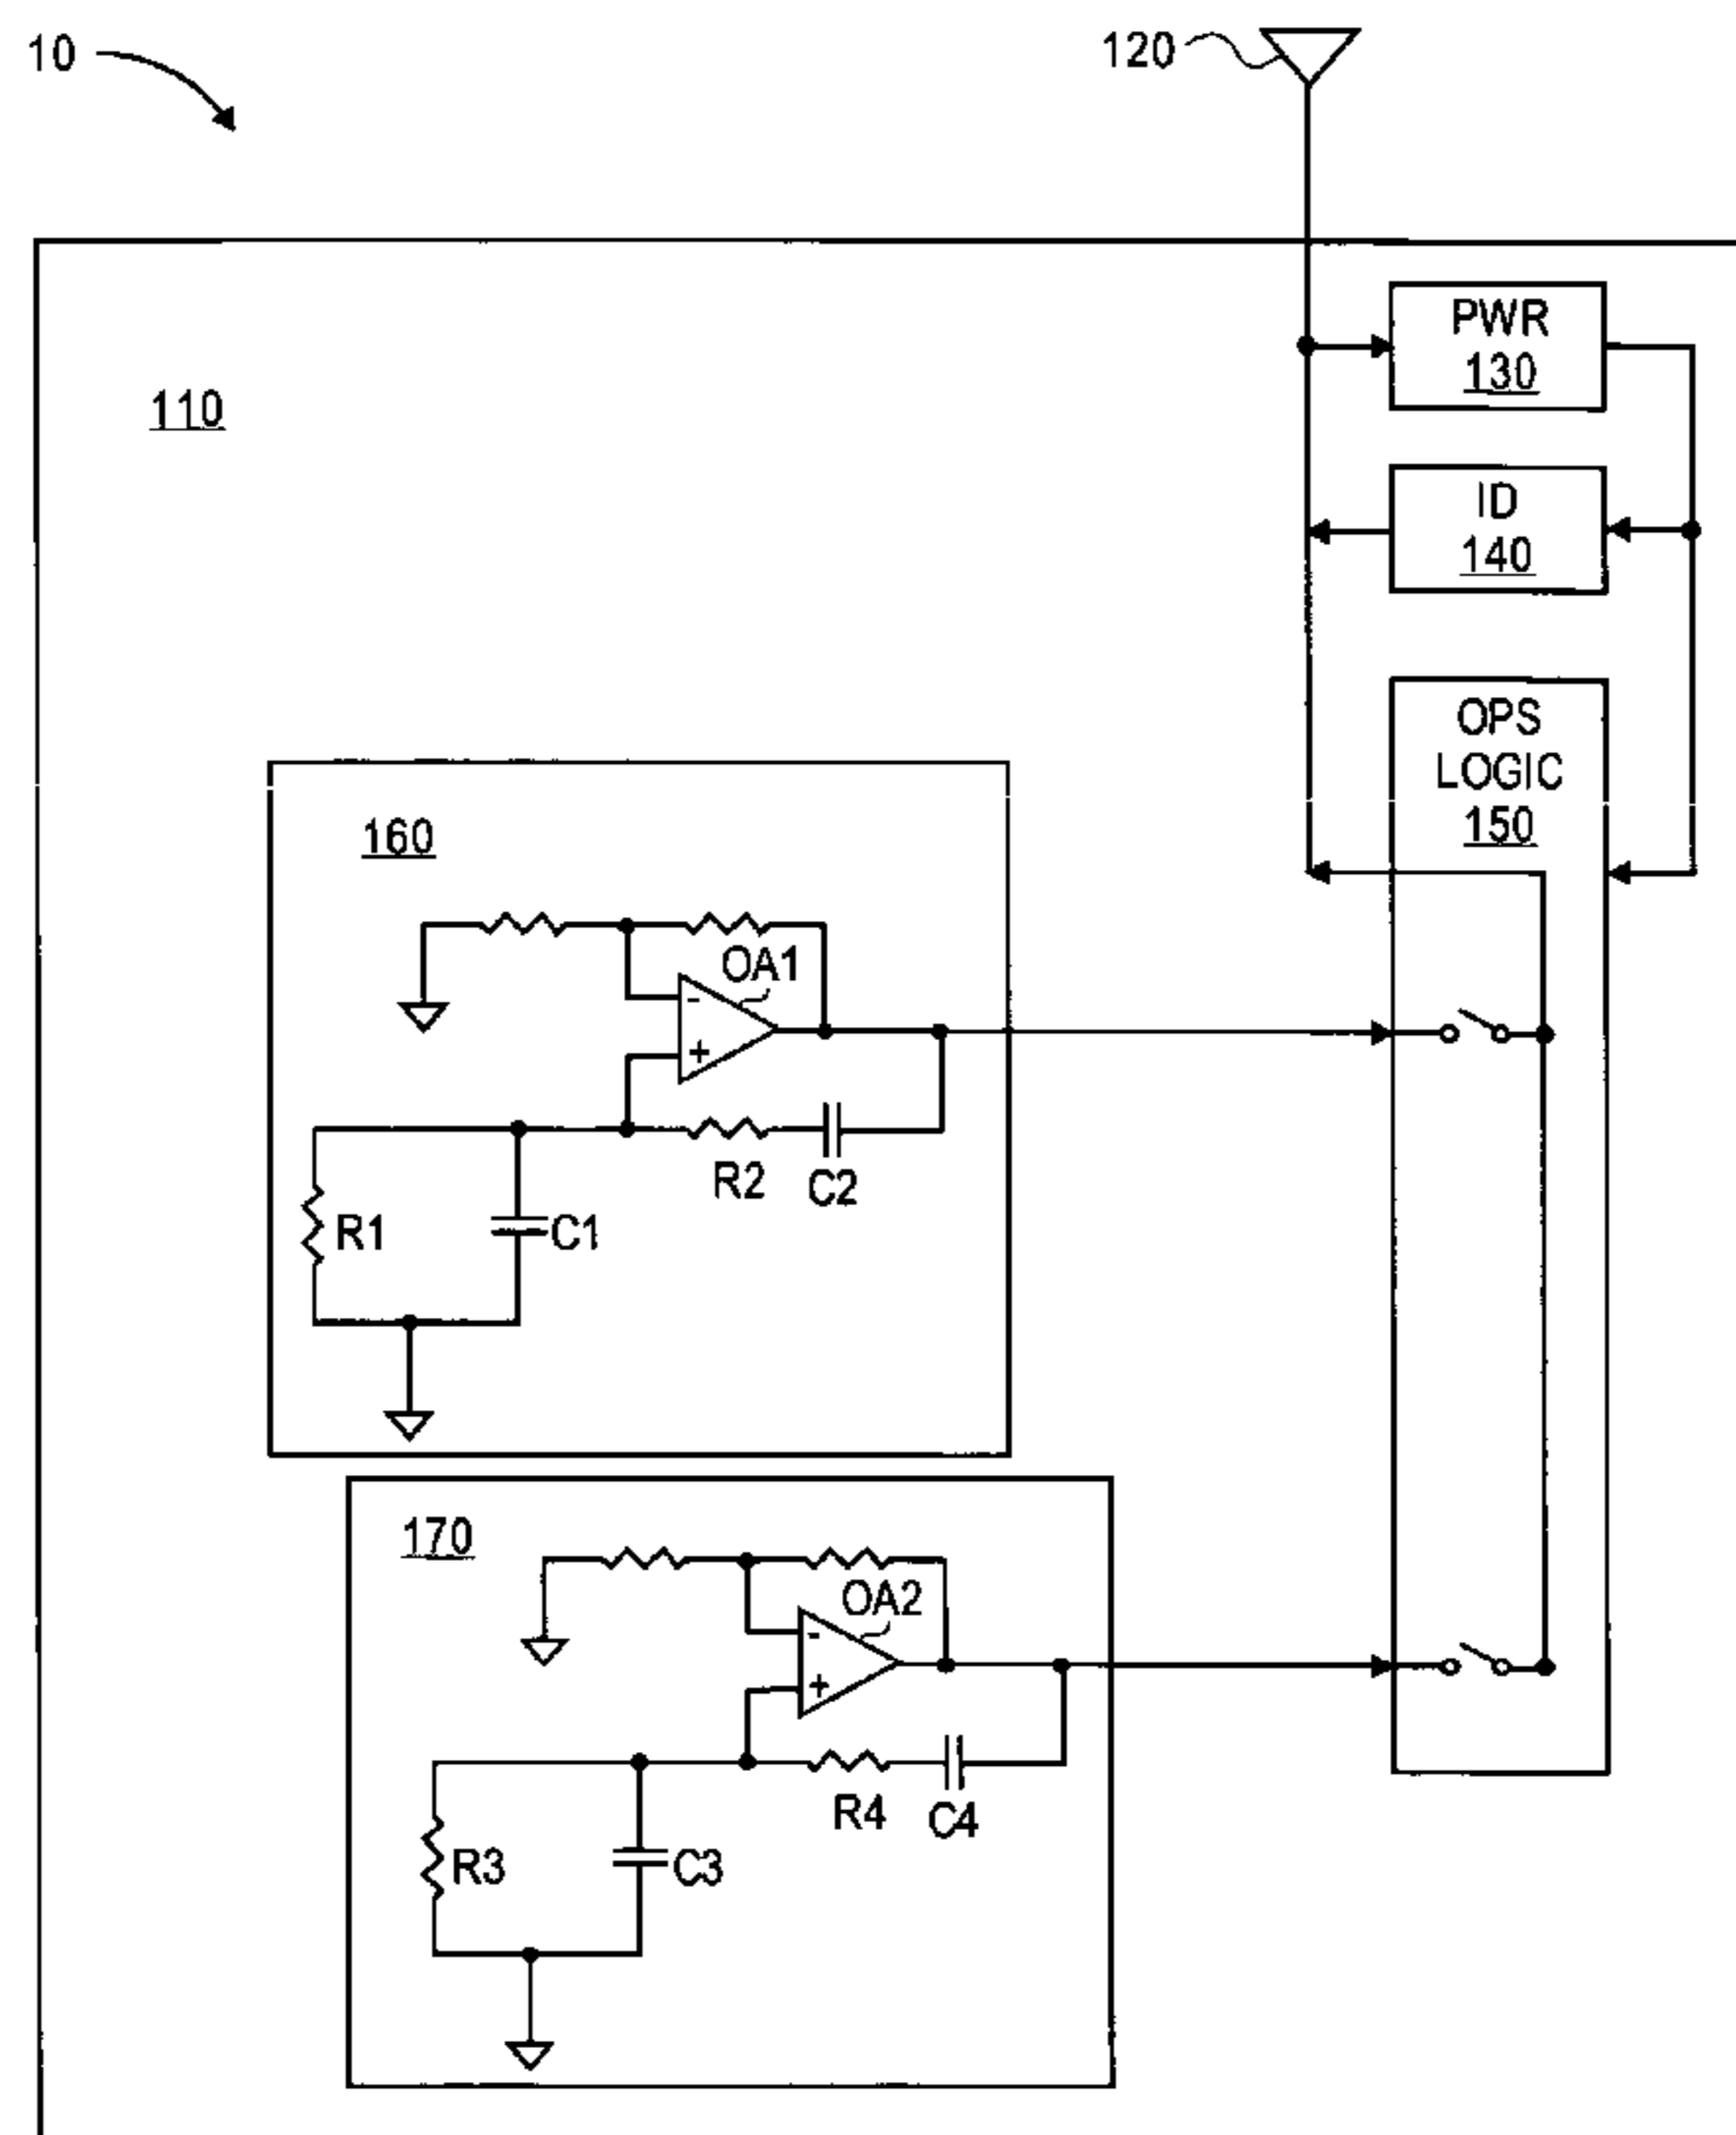 10
120
PWR
130
110
ID
140
OPS
LOGIC
150
160
OA1
-
+
R2
C2
R1
C1
170
OA2
-
+
R4
C4
R3
C3